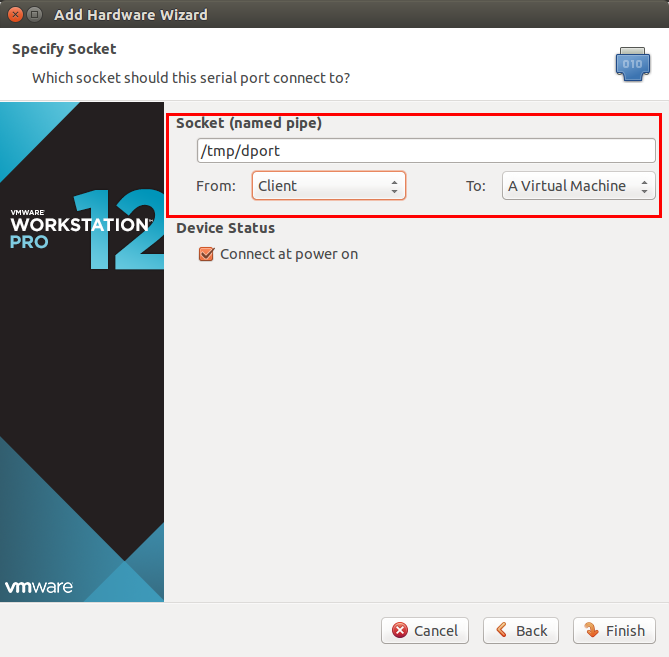 Add Hardware Wizard
Specify Socket
Which socket should this serial port connect to?
010
Socket (named pipe)
/tmp/dport
From: Client To: A Virtual Machine
Device Status
Connect at power on
VMWARE
WORKSTATION™
PRO 12
vmware
Cancel Back Finish